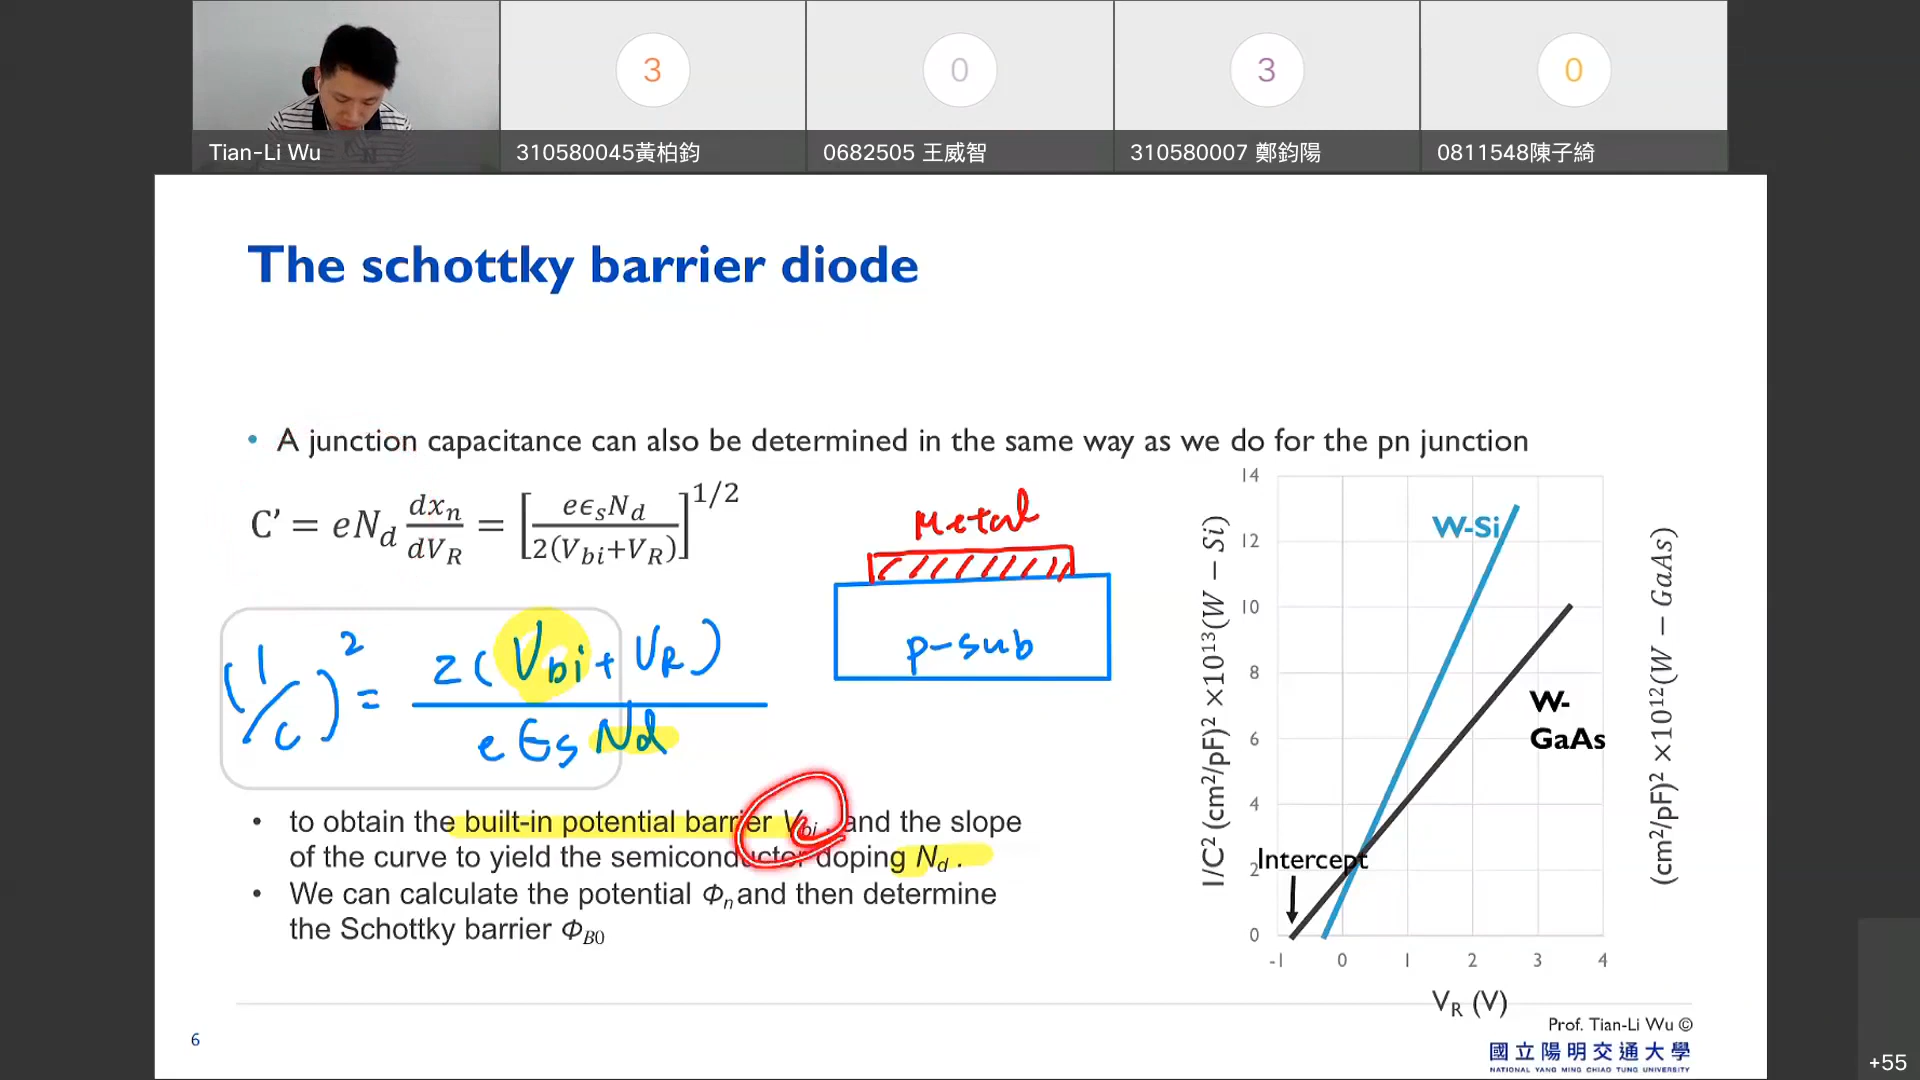 3
0
3
0
Tian-Li Wu
310580045黃柏鈞
0682505 王威智
310580007 鄭鈞陽
0811548陳子綺
The schottky barrier diode
• A junction capacitance can also be determined in the same way as we do for the pn junction
C’ = eN_d dx_n/dV_R = [eϵ_sN_d / 2(V_bi+V_R)]^1/2
Metal
p-sub
(1/C)² = 2(V_bi + V_R) / e ϵ_s N_d
• to obtain the built-in potential barrier V_bi , and the slope
of the curve to yield the semiconductor doping N_d .
• We can calculate the potential Φ_n and then determine
the Schottky barrier Φ_B0
I/C² (cm²/pF)² ×10¹³(W − Si)
14
12
10
8
6
4
2
0
W-Si
W-
GaAs
Intercept
-1 0 1 2 3 4
V_R (V)
(cm²/pF)² ×10¹²(W − GaAs)
6
Prof. Tian-Li Wu ©
國立陽明交通大學
NATIONAL YANG MING CHIAO TUNG UNIVERSITY
+55